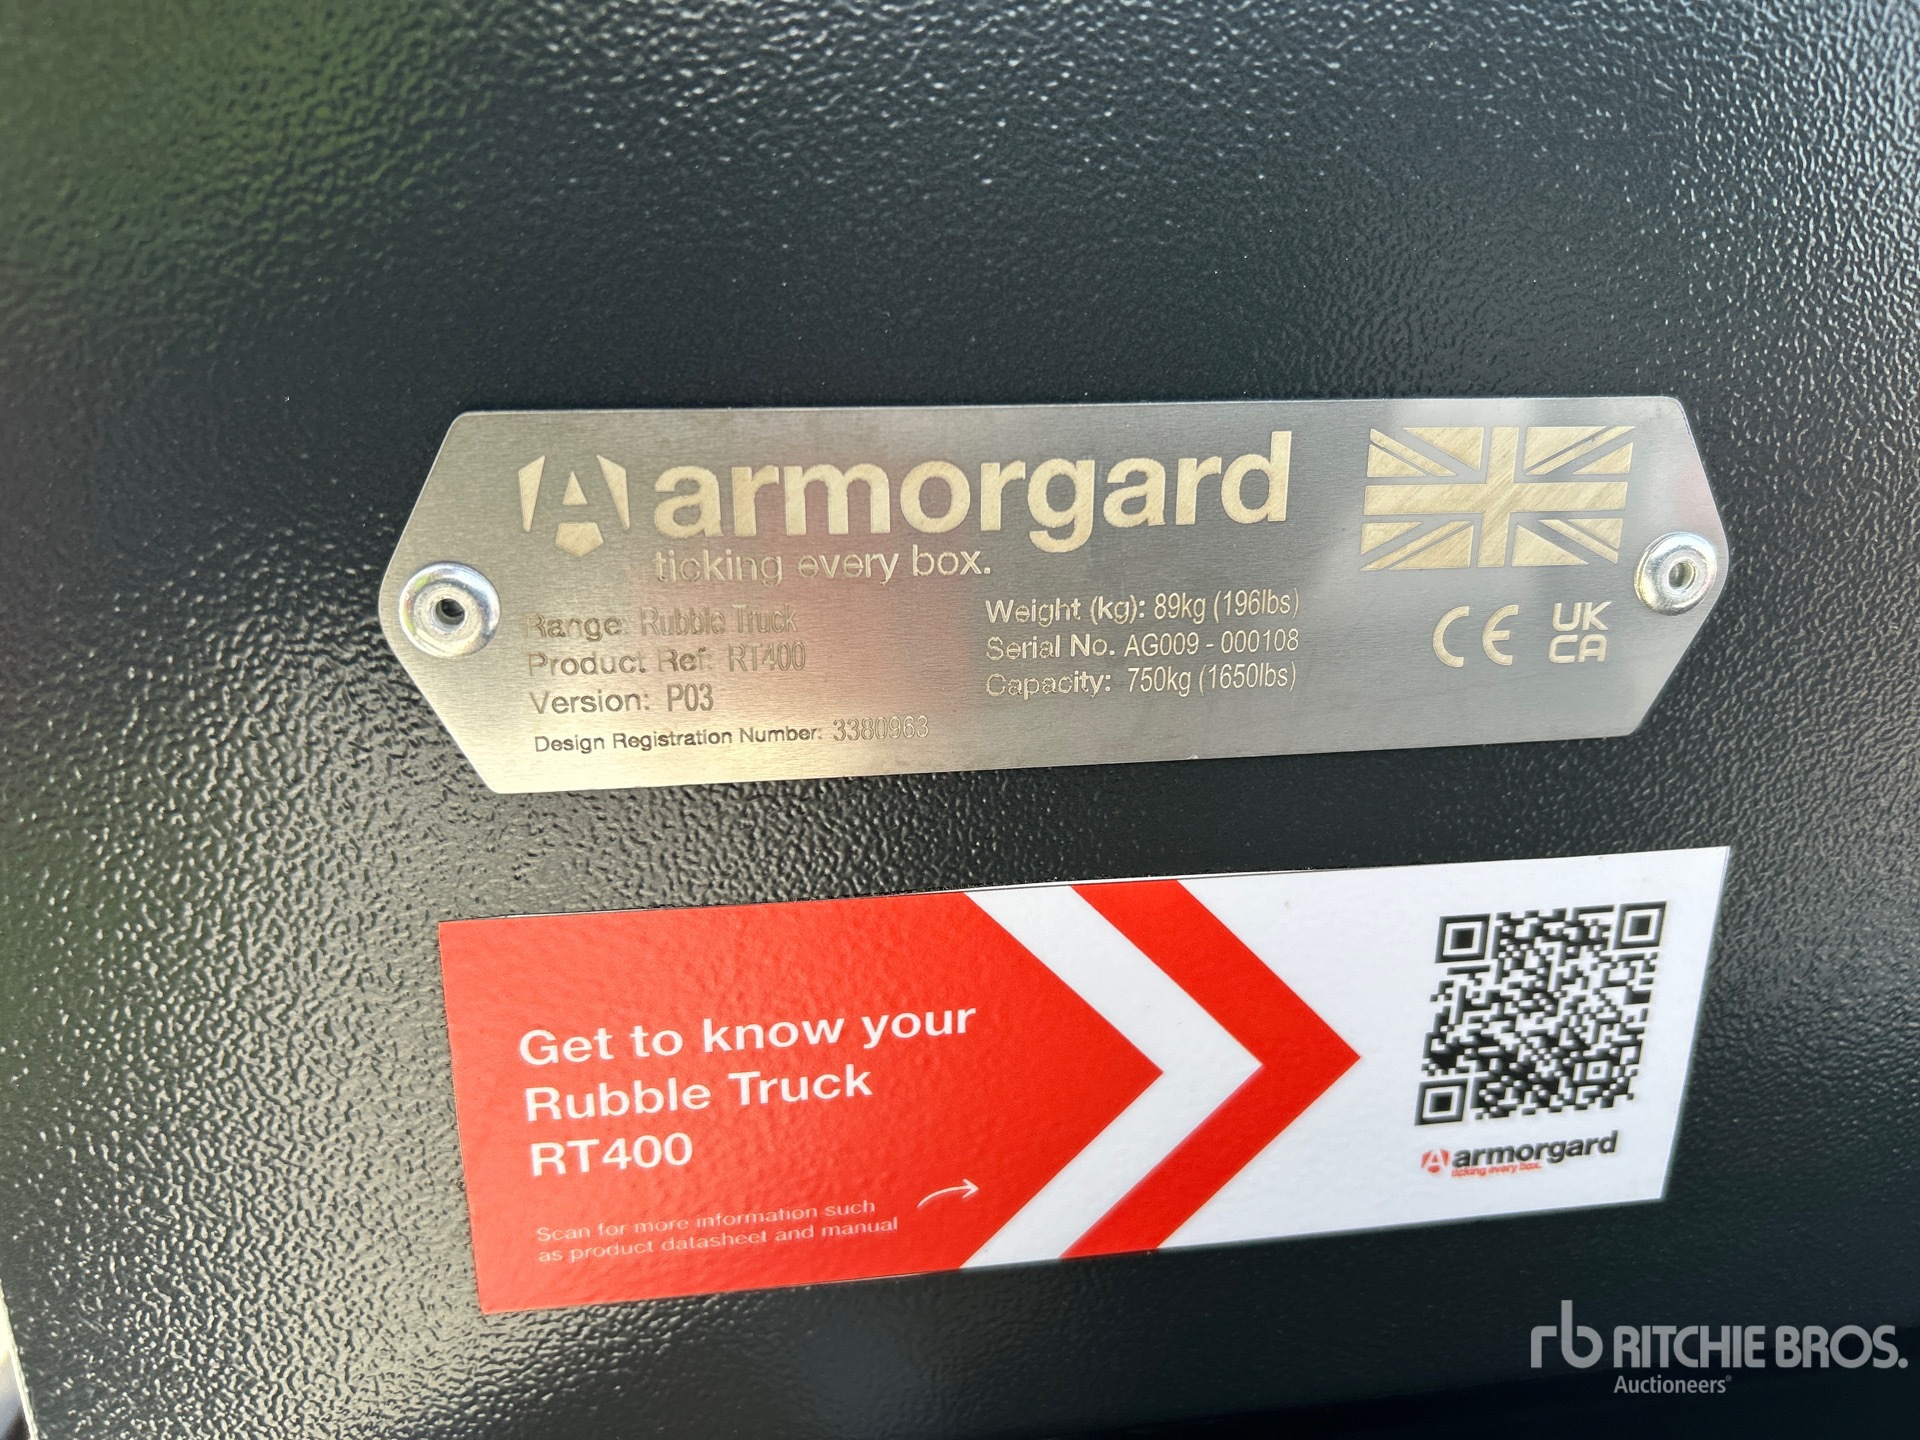 armorgard
ticking every box.
Range: Rubble Truck
Product Ref: RT400
Version: P03
Design Registration Number: 3380963
Weight (kg): 89kg (196lbs)
Serial No. AG009 - 000108
Capacity: 750kg (1650lbs)
CE
UK
CA
Get to know your
Rubble Truck
RT400
Scan for more information such
as product datasheet and manual
armorgard
ticking every box.
rb RITCHIE BROS.
Auctioneers®